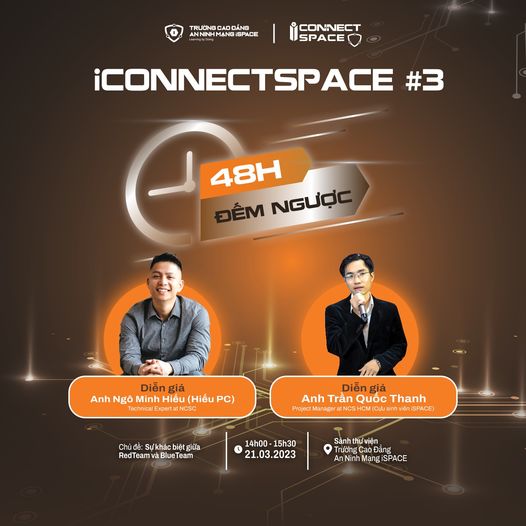 TRƯỜNG CAO ĐẲNG
AN NINH MẠNG iSPACE
Learning by Doing
iCONNECT
SPACE
iCONNECTSPACE #3
48H
ĐẾM NGƯỢC
Diễn giả
Anh Ngô Minh Hiếu (Hiếu PC)
Technical Expert at NCSC
Diễn giả
Anh Trần Quốc Thanh
Project Manager at NCS HCM (Cựu sinh viên iSPACE)
Chủ đề: Sự khác biệt giữa
RedTeam và BlueTeam
14h00 - 15h30
21.03.2023
Sảnh thư viện
Trường Cao Đẳng
An Ninh Mạng iSPACE